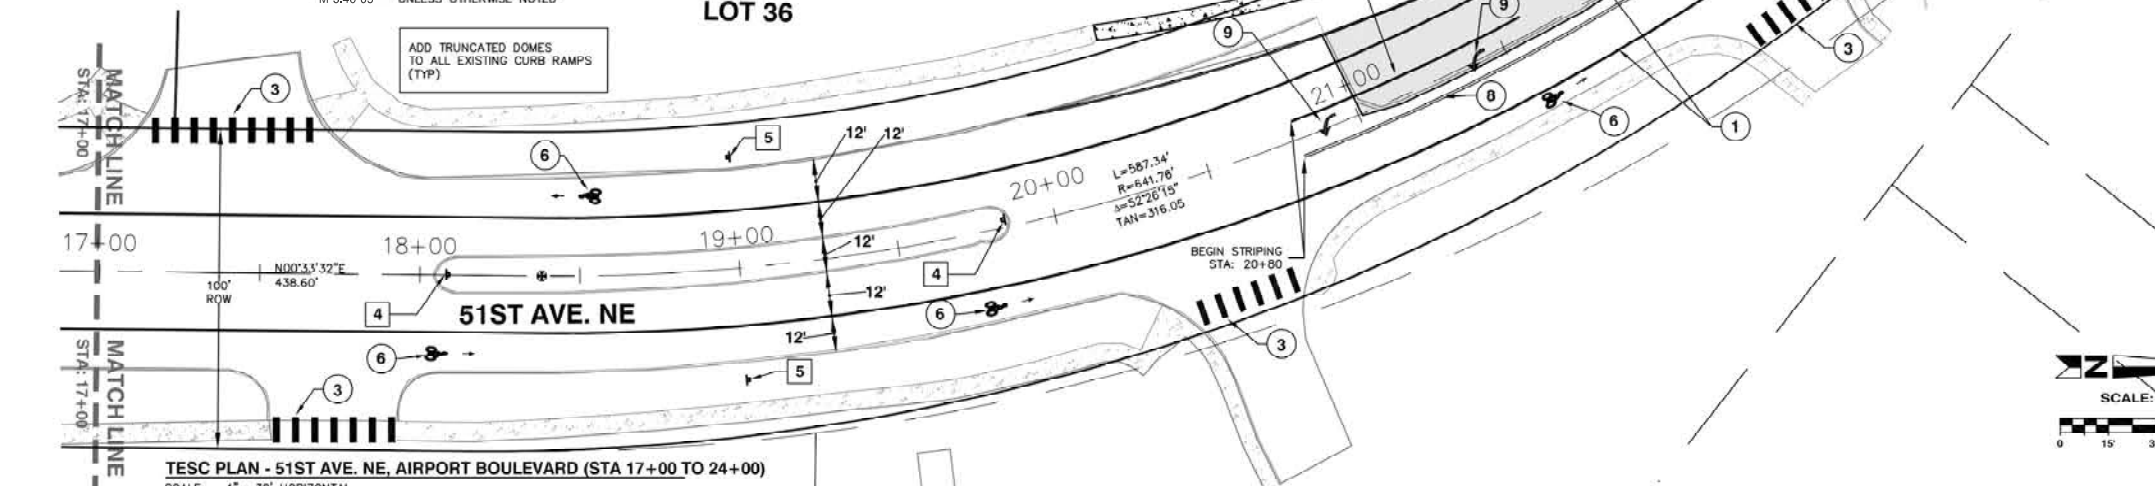 LOT 36
ADD TRUNCATED DOMES
TO ALL EXISTING CURB RAMPS
(TYP)
MATCH LINE
STA: 17+00
3
5
12'
12'
6
9
9
21+00
8
6
1
3
17+00
18+00
19+00
20+00
L=587.34'
R=641.76'
Δ=52°26'15"
TAN=316.05
N00°33'32"E
438.60'
100'
ROW
12'
4
4
BEGIN STRIPING
STA: 20+80
51ST AVE. NE
12'
6
12'
6
3
5
3
MATCH LINE
STA: 17+00
N
SCALE:
0 15'
TESC PLAN - 51ST AVE. NE, AIRPORT BOULEVARD (STA 17+00 TO 24+00)